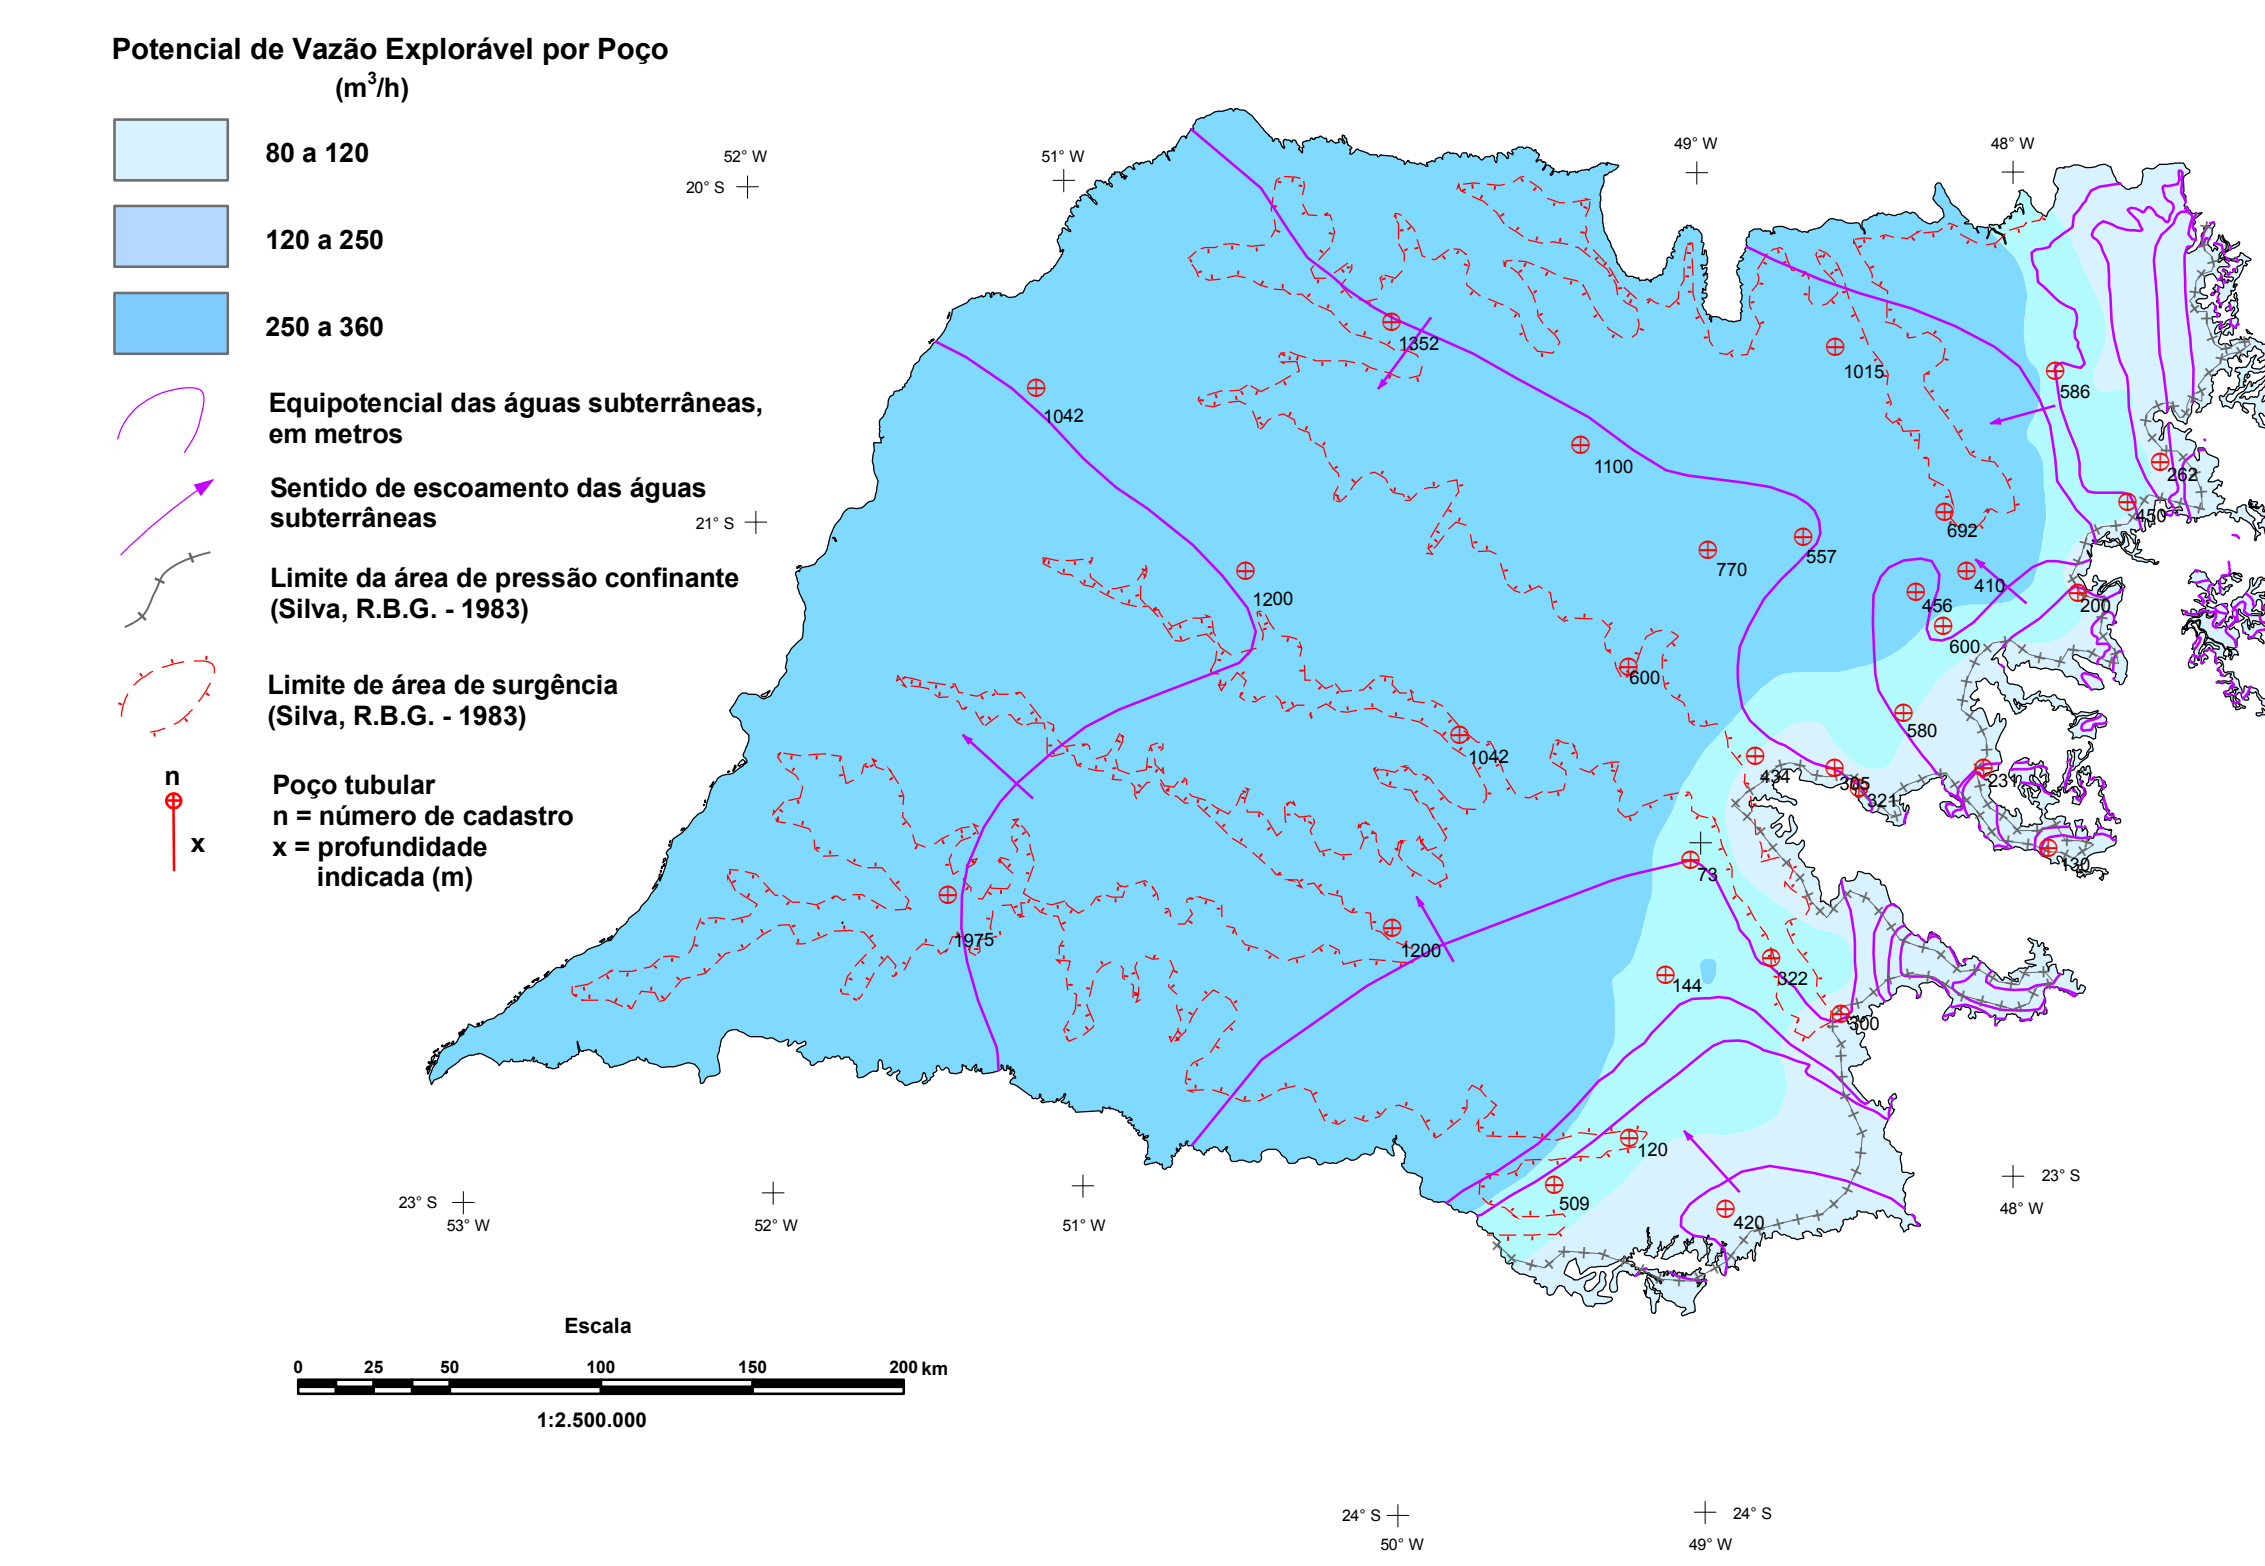 Potencial de Vazão Explorável por Poço
(m³/h)
80 a 120
120 a 250
250 a 360
Equipotencial das águas subterrâneas,
em metros
Sentido de escoamento das águas
subterrâneas
Limite da área de pressão confinante
(Silva, R.B.G. - 1983)
Limite de área de surgência
(Silva, R.B.G. - 1983)
n
x
Poço tubular
n = número de cadastro
x = profundidade
indicada (m)
52° W
51° W
49° W
48° W
20° S
21° S
1352
1042
1015
586
1100
262
450
692
557
770
410
456
200
1200
600
600
580
1042
434
305
321
231
130
73
1975
1200
144
322
300
120
509
420
23° S
53° W
52° W
51° W
23° S
48° W
Escala
0 25 50 100 150 200 km
1:2.500.000
24° S
24° S
50° W
49° W